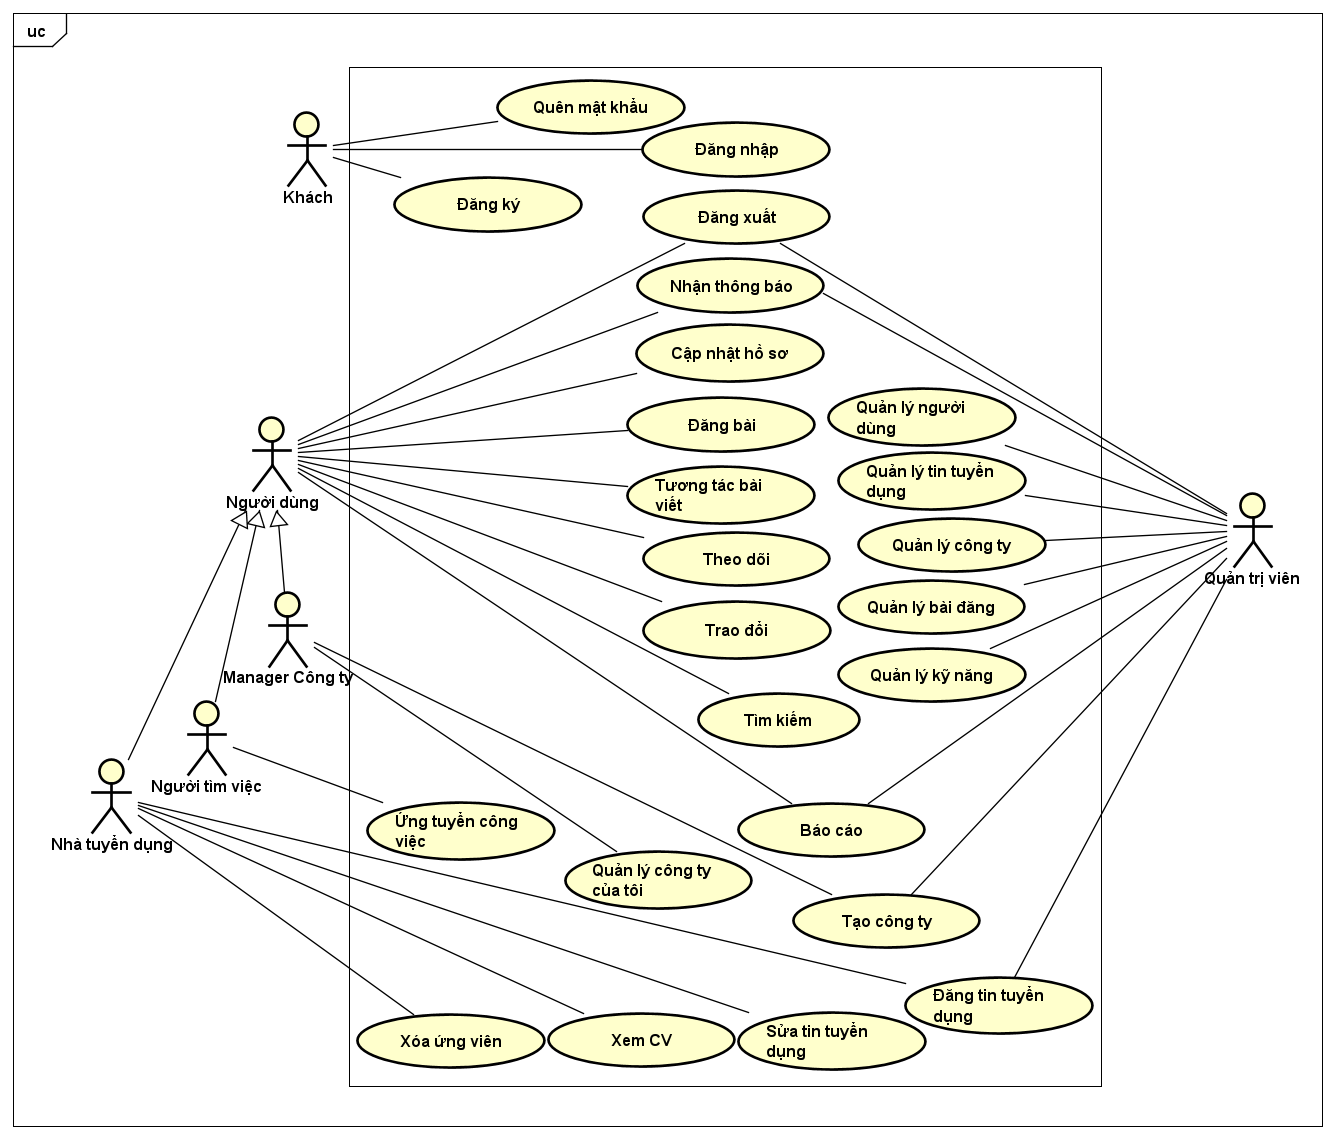 uc
Quên mật khẩu
Đăng nhập
Khách
Đăng ký
Đăng xuất
Nhận thông báo
Cập nhật hồ sơ
Quản lý người
dùng
Đăng bài
Quản lý tin tuyển
dụng
Tương tác bài
viết
Người dùng
Quản lý công ty
Theo dõi
Quản trị viên
Quản lý bài đăng
Trao đổi
Manager Công ty
Quản lý kỹ năng
Tìm kiếm
Người tìm việc
Ứng tuyển công
việc
Báo cáo
Nhà tuyển dụng
Quản lý công ty
của tôi
Tạo công ty
Đăng tin tuyển
dụng
Xóa ứng viên
Xem CV
Sửa tin tuyển
dụng